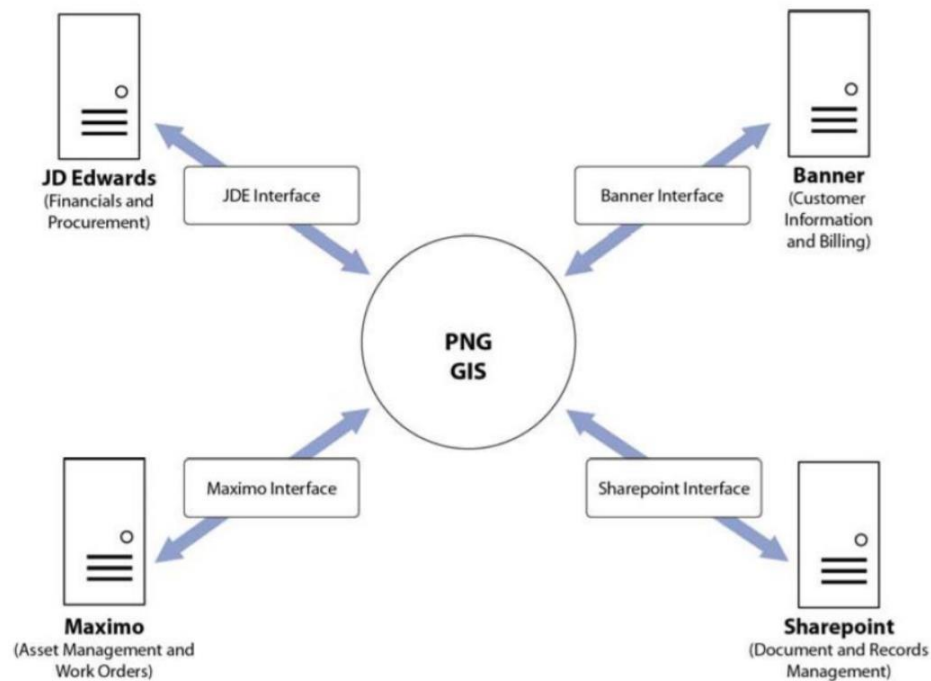 JD Edwards
(Financials and
Procurement)
JDE Interface
Banner Interface
Banner
(Customer
Information
and Billing)
PNG
GIS
Maximo Interface
Sharepoint Interface
Maximo
(Asset Management and
Work Orders)
Sharepoint
(Document and Records
Management)